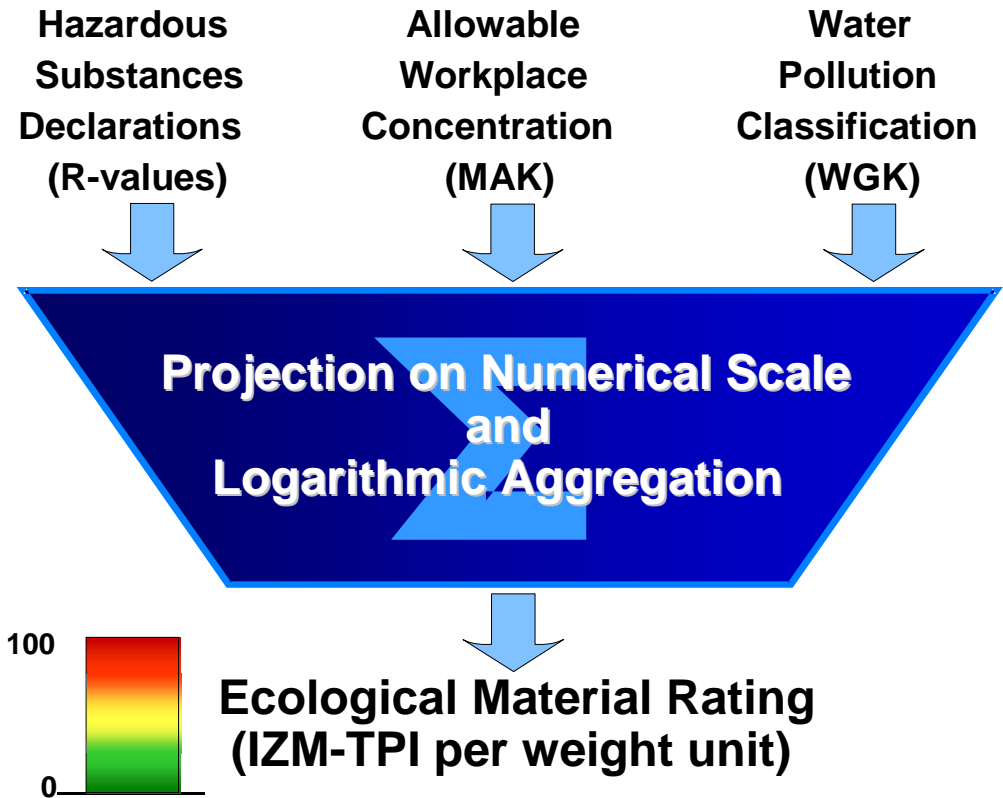 Hazardous
Substances
Declarations
(R-values)
Allowable
Workplace
Concentration
(MAK)
Water
Pollution
Classification
(WGK)
Projection on Numerical Scale
and
Logarithmic Aggregation
100
0
Ecological Material Rating
(IZM-TPI per weight unit)